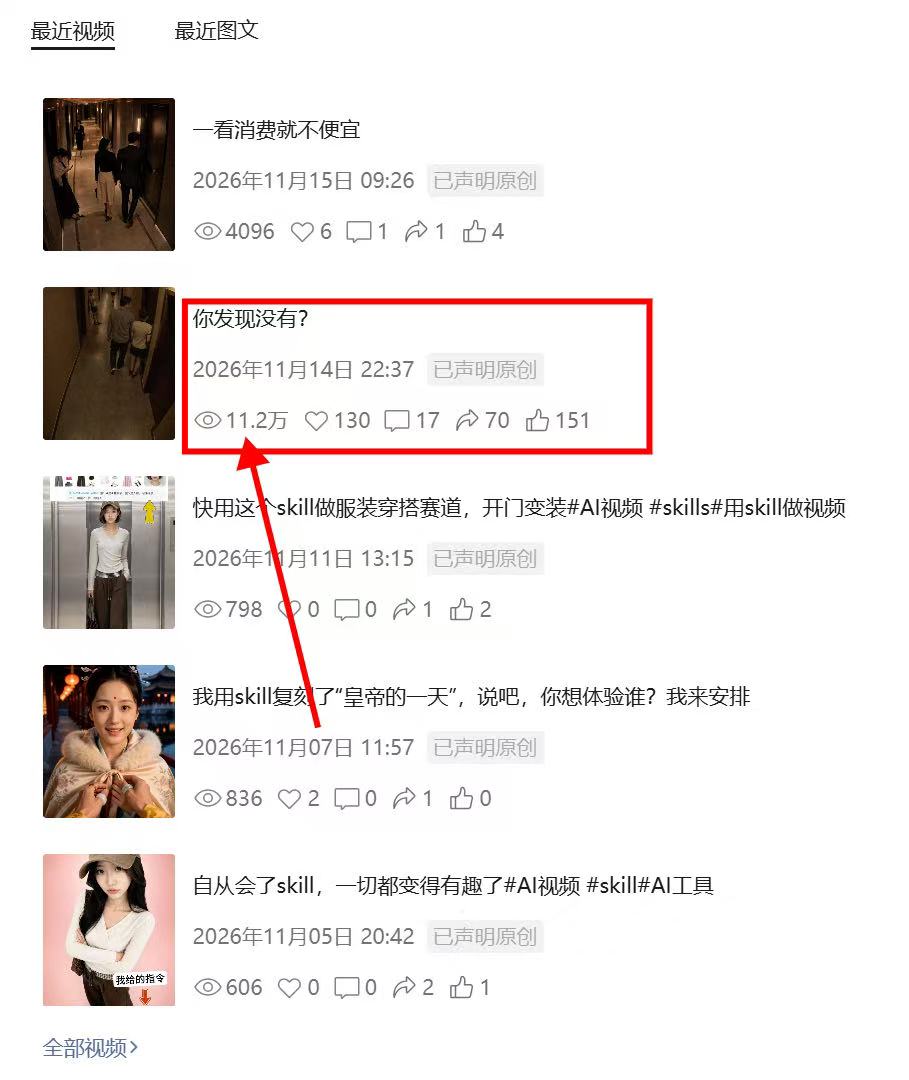 最近视频 最近图文
一看消费就不便宜
2026年11月15日 09:26 已声明原创
4096 6 1 1 4
你发现没有?
2026年11月14日 22:37 已声明原创
11.2万 130 17 70 151
快用这个skill做服装穿搭赛道，开门变装#AI视频 #skills#用skill做视频
2026年11月11日 13:15 已声明原创
798 0 0 1 2
我用skill复刻了“皇帝的一天”，说吧，你想体验谁？我来安排
2026年11月07日 11:57 已声明原创
836 2 0 1 0
自从会了skill，一切都变得有趣了#AI视频 #skill#AI工具
2026年11月05日 20:42 已声明原创
我给的指令
606 0 0 2 1
全部视频>